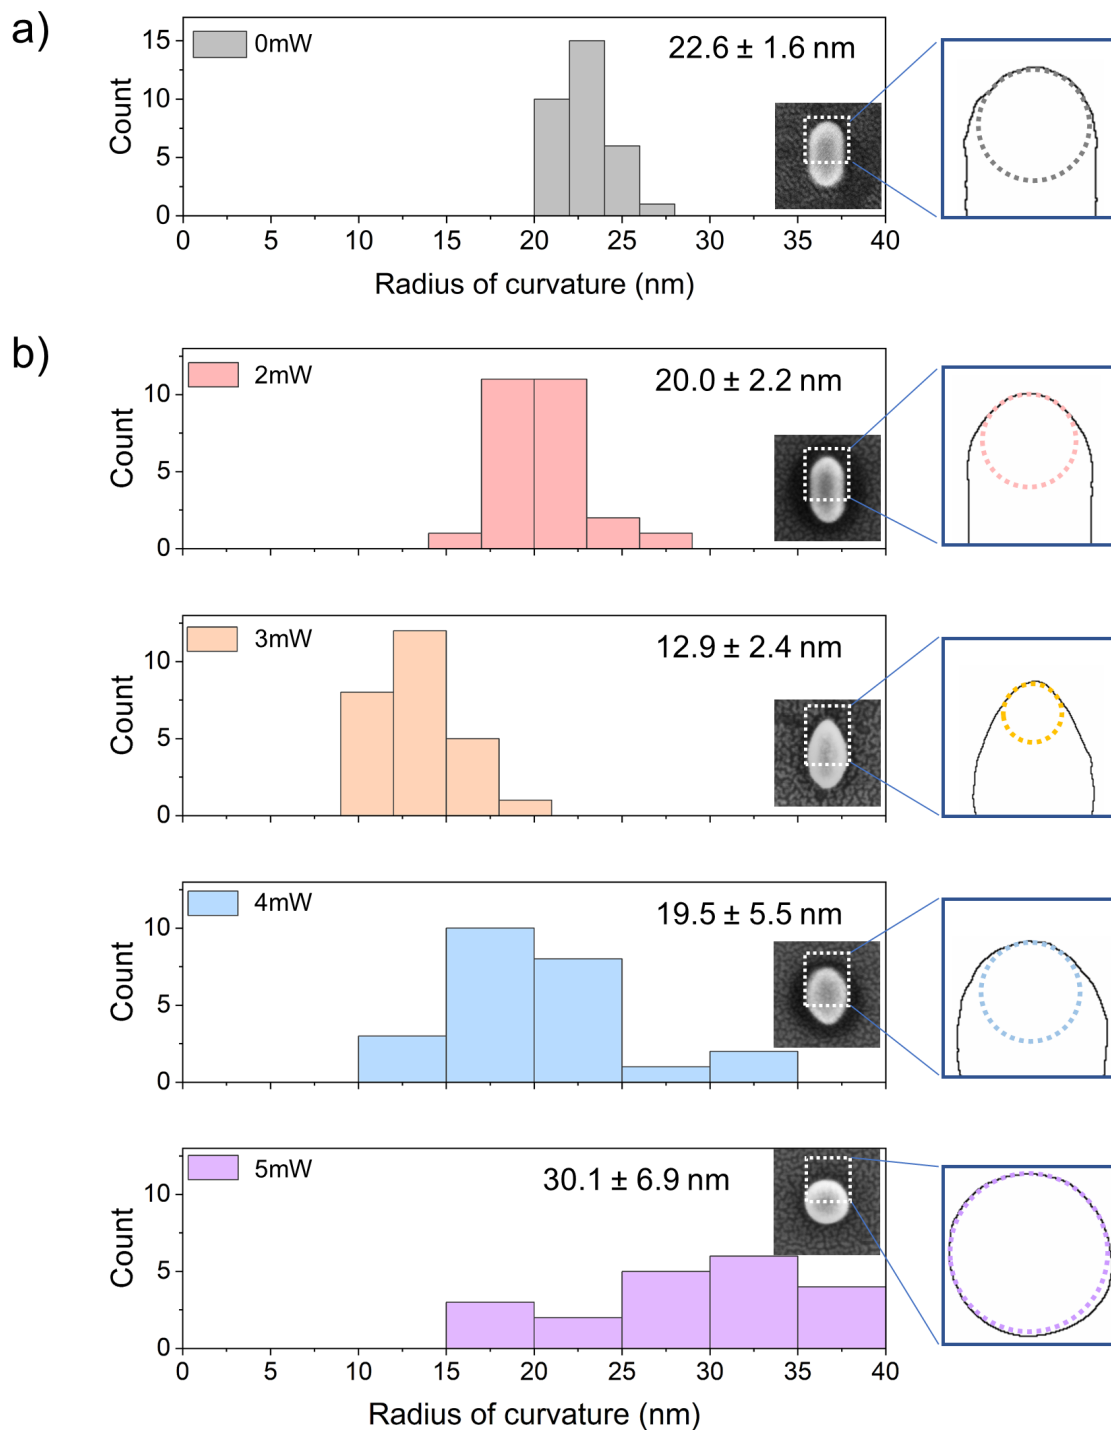 a)
0mW
22.6 ± 1.6 nm
Count
15
10
5
0
0 5 10 15 20 25 30 35 40
Radius of curvature (nm)
b)
2mW
20.0 ± 2.2 nm
Count
10
5
0
3mW
12.9 ± 2.4 nm
Count
10
5
0
4mW
19.5 ± 5.5 nm
Count
10
5
0
5mW
30.1 ± 6.9 nm
Count
10
5
0
0 5 10 15 20 25 30 35 40
Radius of curvature (nm)